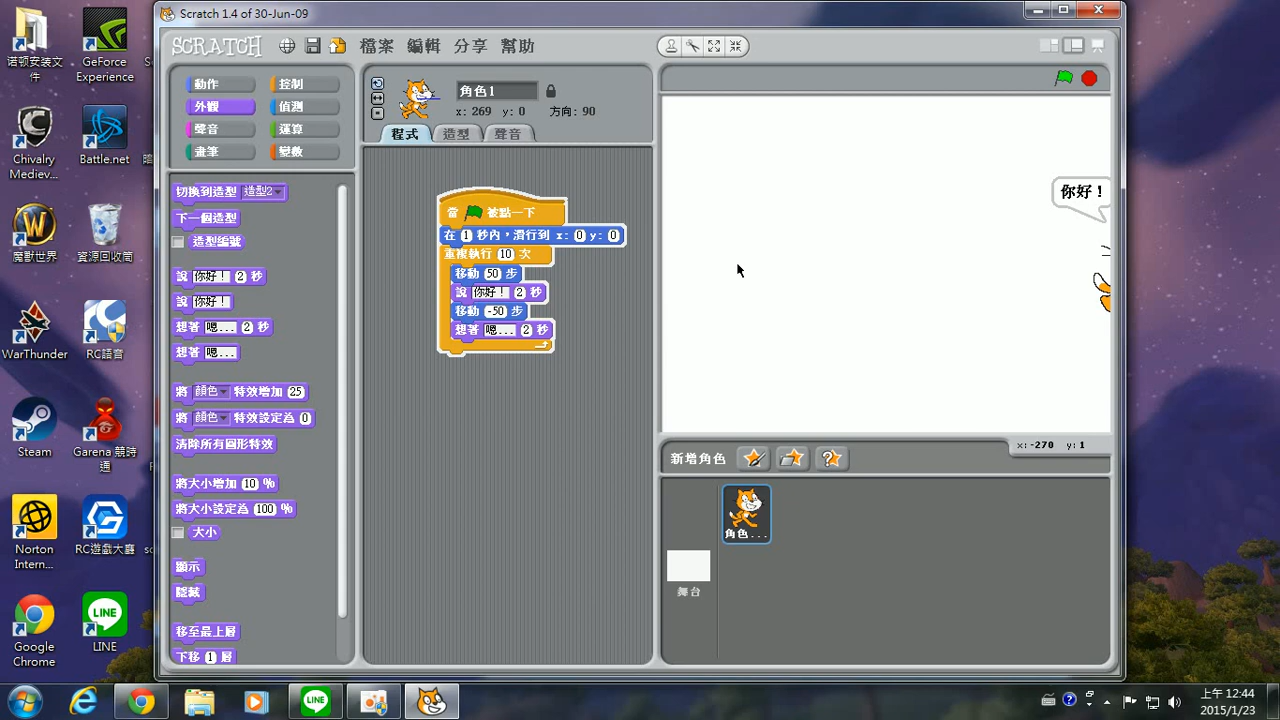 Scratch 1.4 of 30-Jun-09
SCRATCH
檔案 編輯 分享 幫助
動作 控制
外觀 偵測
聲音 運算
畫筆 變數
角色1
x: 269 y: 0 方向: 90
程式 造型 聲音
切換到造型 造型2
下一個造型
造型編號
說 你好！ 2 秒
說 你好！
想著 嗯... 2 秒
想著 嗯...
將 顏色 特效增加 25
將 顏色 特效設定為 0
清除所有圖形特效
將大小增加 10 %
將大小設定為 100 %
大小
顯示
隱藏
移至最上層
下移 1 層
當 被點一下
在 1 秒內，滑行到 x: 0 y: 0
重複執行 10 次
移動 50 步
說 你好！ 2 秒
移動 -50 步
想著 嗯... 2 秒
你好！
x: -270 y: 1
新增角色
角色...
舞台
诺顿安装文件
GeForce Experience
Chivalry Mediev...
Battle.net
魔獸世界
資源回收筒
WarThunder
RC語音
Steam
Garena 競時通
Norton Intern...
RC遊戲大廳
Google Chrome
LINE
上午 12:44
2015/1/23